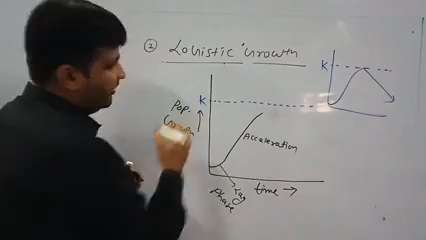 ② Logistic Growth
K
K
Pop.
Acceleration
Lag
Phase
time →